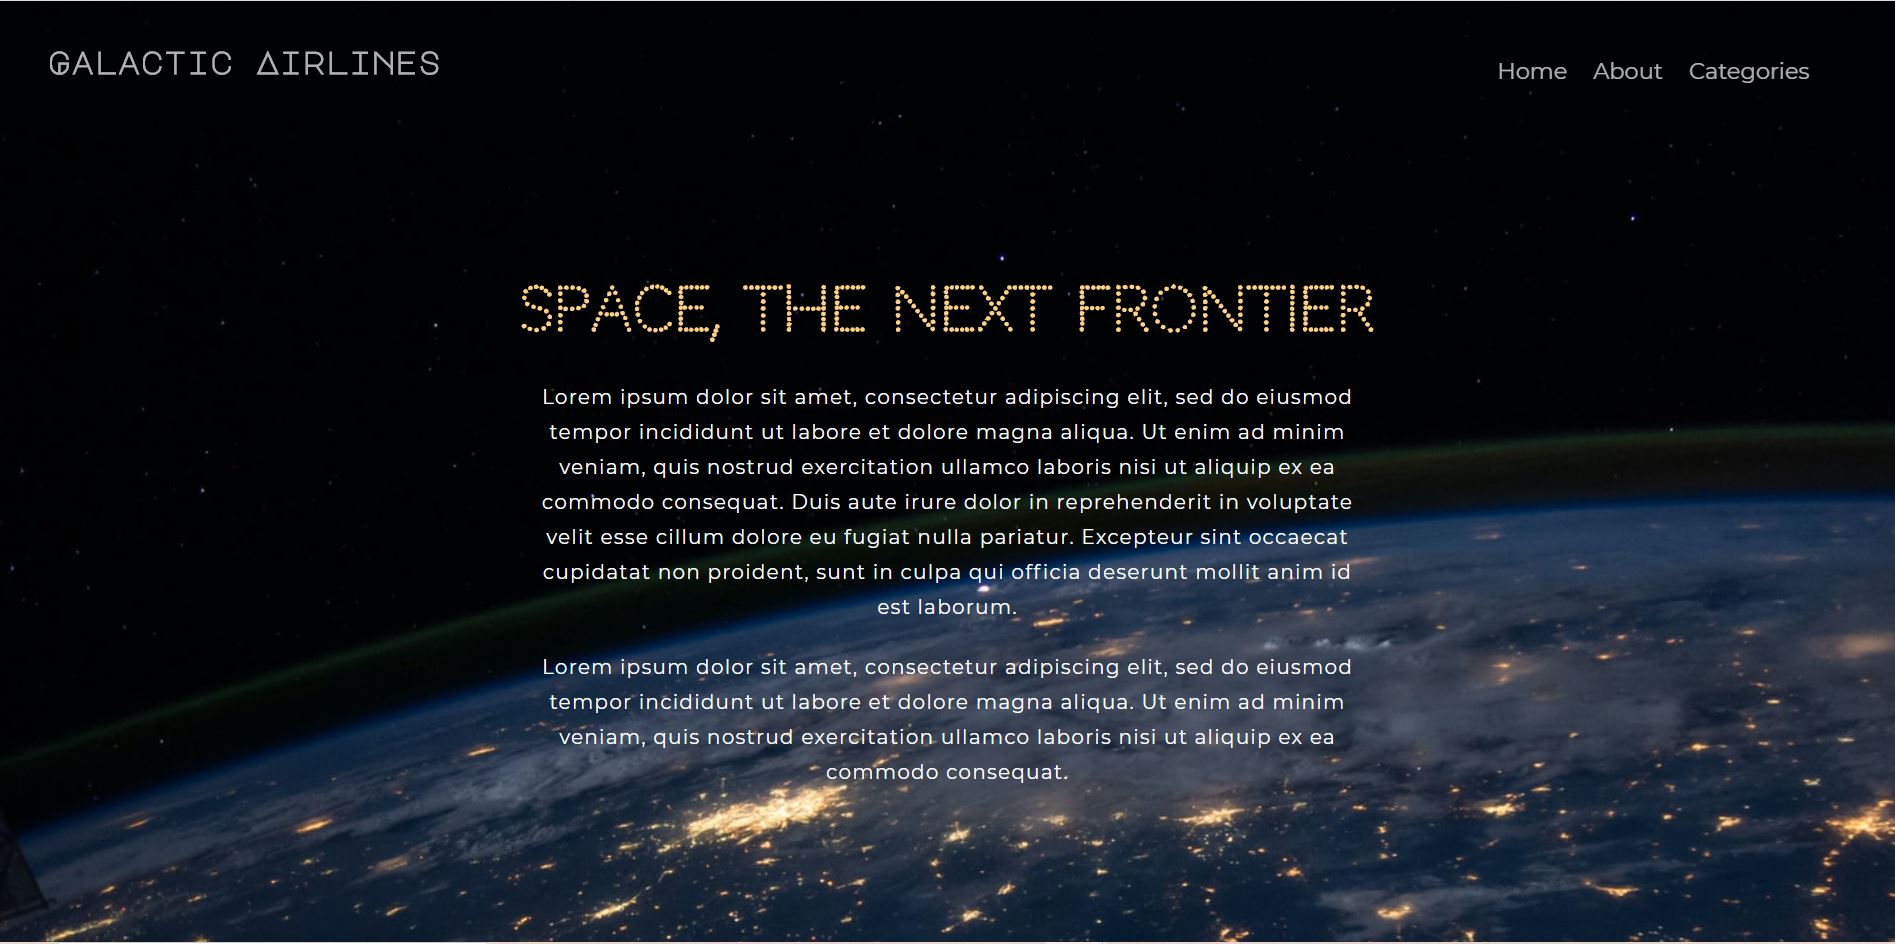 GALACTIC AIRLINES
Home About Categories
SPACE, THE NEXT FRONTIER
Lorem ipsum dolor sit amet, consectetur adipiscing elit, sed do eiusmod
tempor incididunt ut labore et dolore magna aliqua. Ut enim ad minim
veniam, quis nostrud exercitation ullamco laboris nisi ut aliquip ex ea
commodo consequat. Duis aute irure dolor in reprehenderit in voluptate
velit esse cillum dolore eu fugiat nulla pariatur. Excepteur sint occaecat
cupidatat non proident, sunt in culpa qui officia deserunt mollit anim id
est laborum.
Lorem ipsum dolor sit amet, consectetur adipiscing elit, sed do eiusmod
tempor incididunt ut labore et dolore magna aliqua. Ut enim ad minim
veniam, quis nostrud exercitation ullamco laboris nisi ut aliquip ex ea
commodo consequat.